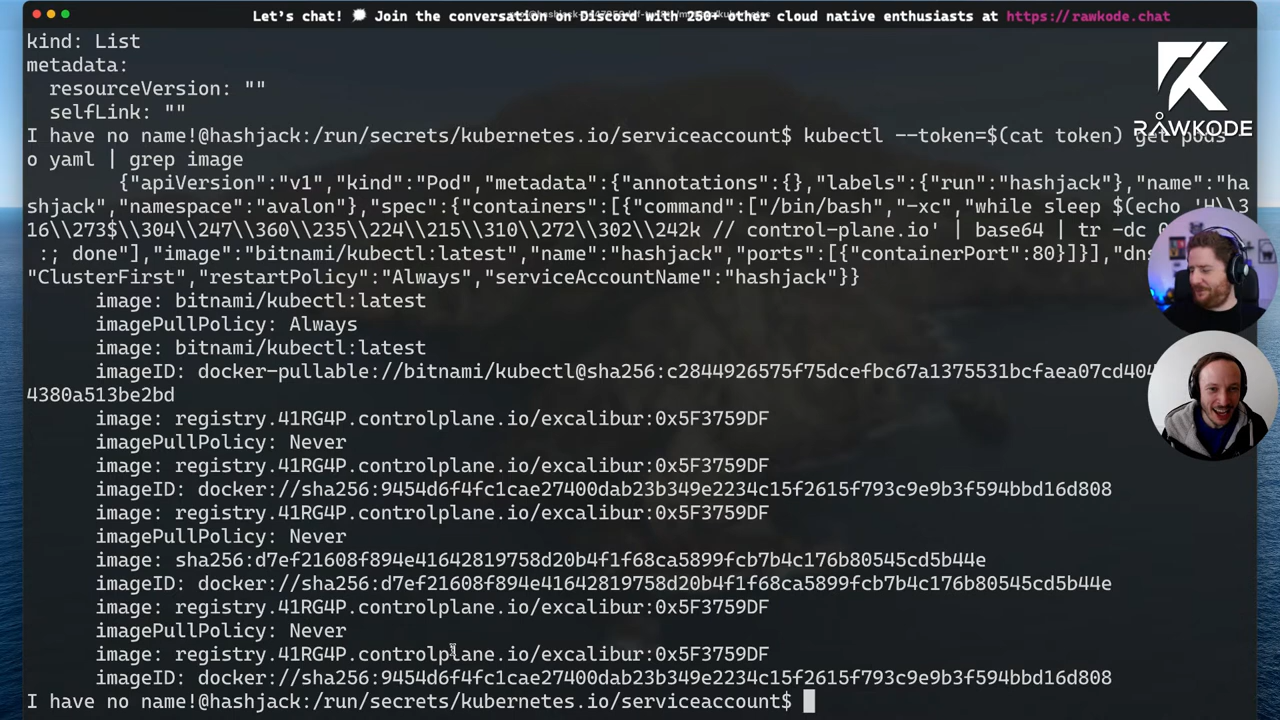 Let's chat! Join the conversation on Discord with 250+ other cloud native enthusiasts at https://rawkode.chat
kind: List
metadata:
  resourceVersion: ""
  selfLink: ""
I have no name!@hashjack:/run/secrets/kubernetes.io/serviceaccount$ kubectl --token=$(cat token) get pods
o yaml | grep image
{"apiVersion":"v1","kind":"Pod","metadata":{"annotations":{},"labels":{"run":"hashjack"},"name":"ha
shjack","namespace":"avalon"},"spec":{"containers":[{"command":["/bin/bash","-xc","while sleep $(echo 'H\\3
16\\273$\\304\\247\\360\\235\\224\\215\\310\\272\\302\\242k // control-plane.io' | base64 | tr -dc
:; done"],"image":"bitnami/kubectl:latest","name":"hashjack","ports":[{"containerPort":80}]}],"dns
"ClusterFirst","restartPolicy":"Always","serviceAccountName":"hashjack"}}
image: bitnami/kubectl:latest
imagePullPolicy: Always
image: bitnami/kubectl:latest
imageID: docker-pullable://bitnami/kubectl@sha256:c2844926575f75dcefbc67a1375531bcfaea07cd40
4380a513be2bd
image: registry.41RG4P.controlplane.io/excalibur:0x5F3759DF
imagePullPolicy: Never
image: registry.41RG4P.controlplane.io/excalibur:0x5F3759DF
imageID: docker://sha256:9454d6f4fc1cae27400dab23b349e2234c15f2615f793c9e9b3f594bbd16d808
image: registry.41RG4P.controlplane.io/excalibur:0x5F3759DF
imagePullPolicy: Never
image: sha256:d7ef21608f894e41642819758d20b4f1f68ca5899fcb7b4c176b80545cd5b44e
imageID: docker://sha256:d7ef21608f894e41642819758d20b4f1f68ca5899fcb7b4c176b80545cd5b44e
image: registry.41RG4P.controlplane.io/excalibur:0x5F3759DF
imagePullPolicy: Never
image: registry.41RG4P.controlplane.io/excalibur:0x5F3759DF
imageID: docker://sha256:9454d6f4fc1cae27400dab23b349e2234c15f2615f793c9e9b3f594bbd16d808
I have no name!@hashjack:/run/secrets/kubernetes.io/serviceaccount$
RAWKODE